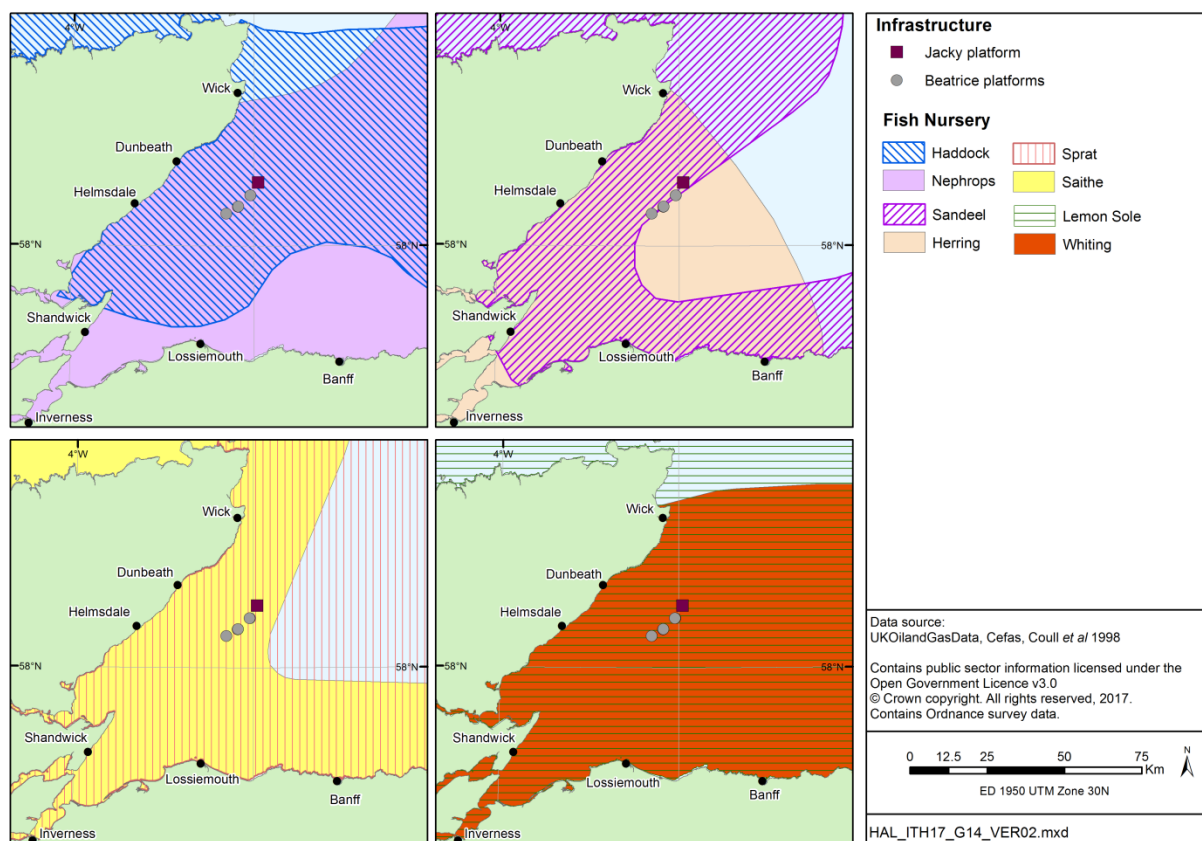 4°W
Wick
Dunbeath
Helmsdale
58°N
Shandwick
Lossiemouth
Banff
Inverness
4°W
Wick
Dunbeath
Helmsdale
58°N
Shandwick
Lossiemouth
Banff
Inverness
4°W
Wick
Dunbeath
Helmsdale
58°N
Shandwick
Lossiemouth
Banff
Inverness
4°W
Wick
Dunbeath
Helmsdale
58°N
Shandwick
Lossiemouth
Banff
Inverness
Infrastructure
Jacky platform
Beatrice platforms
Fish Nursery
Haddock
Sprat
Nephrops
Saithe
Sandeel
Lemon Sole
Herring
Whiting
Data source:
UKOilandGasData, Cefas, Coull et al 1998
Contains public sector information licensed under the
Open Government Licence v3.0
© Crown copyright. All rights reserved, 2017.
Contains Ordnance survey data.
0 12.5 25 50 75
Km
N
ED 1950 UTM Zone 30N
HAL_ITH17_G14_VER02.mxd